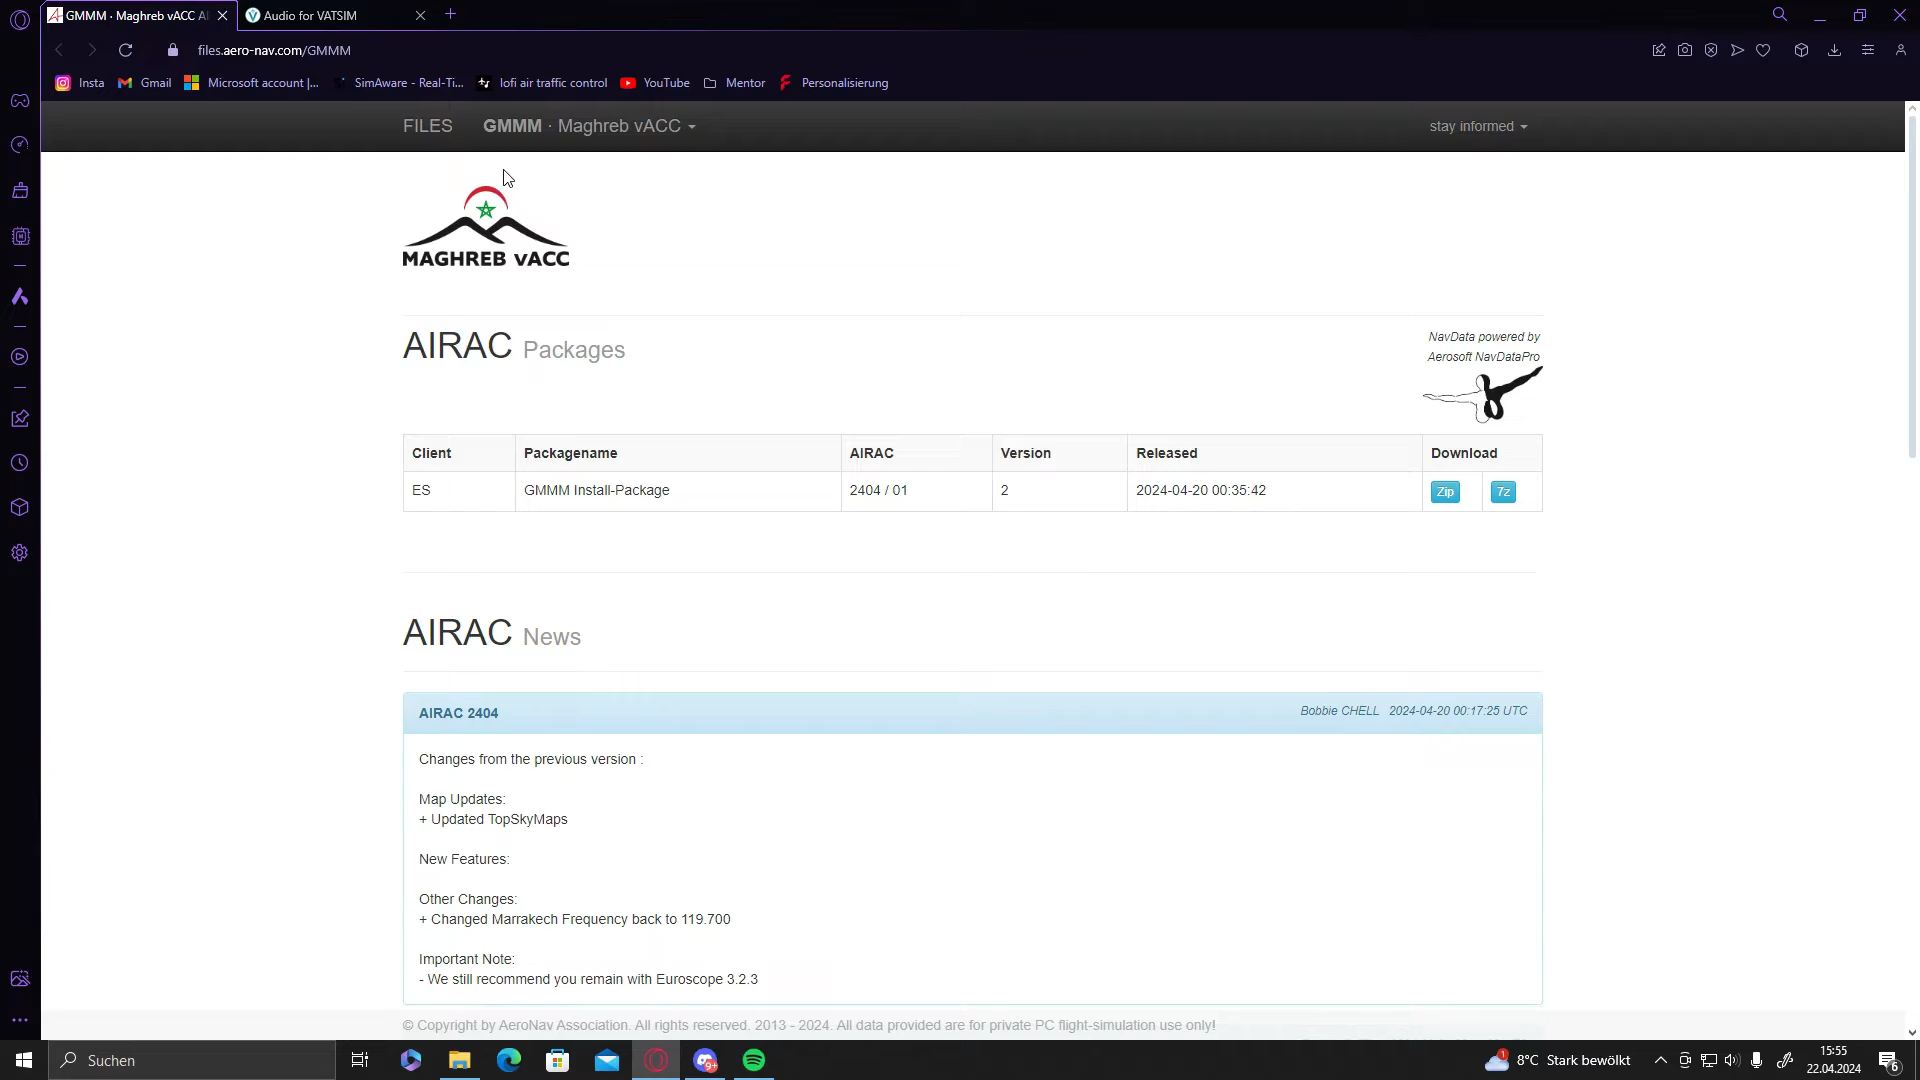 GMMM · Maghreb vACC AI
Audio for VATSIM
files.aero-nav.com/GMMM
Insta
Gmail
Microsoft account |...
SimAware - Real-Ti...
lofi air traffic control
YouTube
Mentor
Personalisierung
FILES
GMMM · Maghreb vACC
stay informed
MAGHREB vACC
AIRAC Packages
NavData powered by
Aerosoft NavDataPro
Client Packagename AIRAC Version Released Download
ES GMMM Install-Package 2404 / 01 2 2024-04-20 00:35:42 Zip 7z
AIRAC News
AIRAC 2404
Bobbie CHELL 2024-04-20 00:17:25 UTC
Changes from the previous version :
Map Updates:
+ Updated TopSkyMaps
New Features:
Other Changes:
+ Changed Marrakech Frequency back to 119.700
Important Note:
- We still recommend you remain with Euroscope 3.2.3
© Copyright by AeroNav Association. All rights reserved. 2013 - 2024. All data provided are for private PC flight-simulation use only!
Suchen
9+
1
8°C Stark bewölkt
15:55
22.04.2024
6